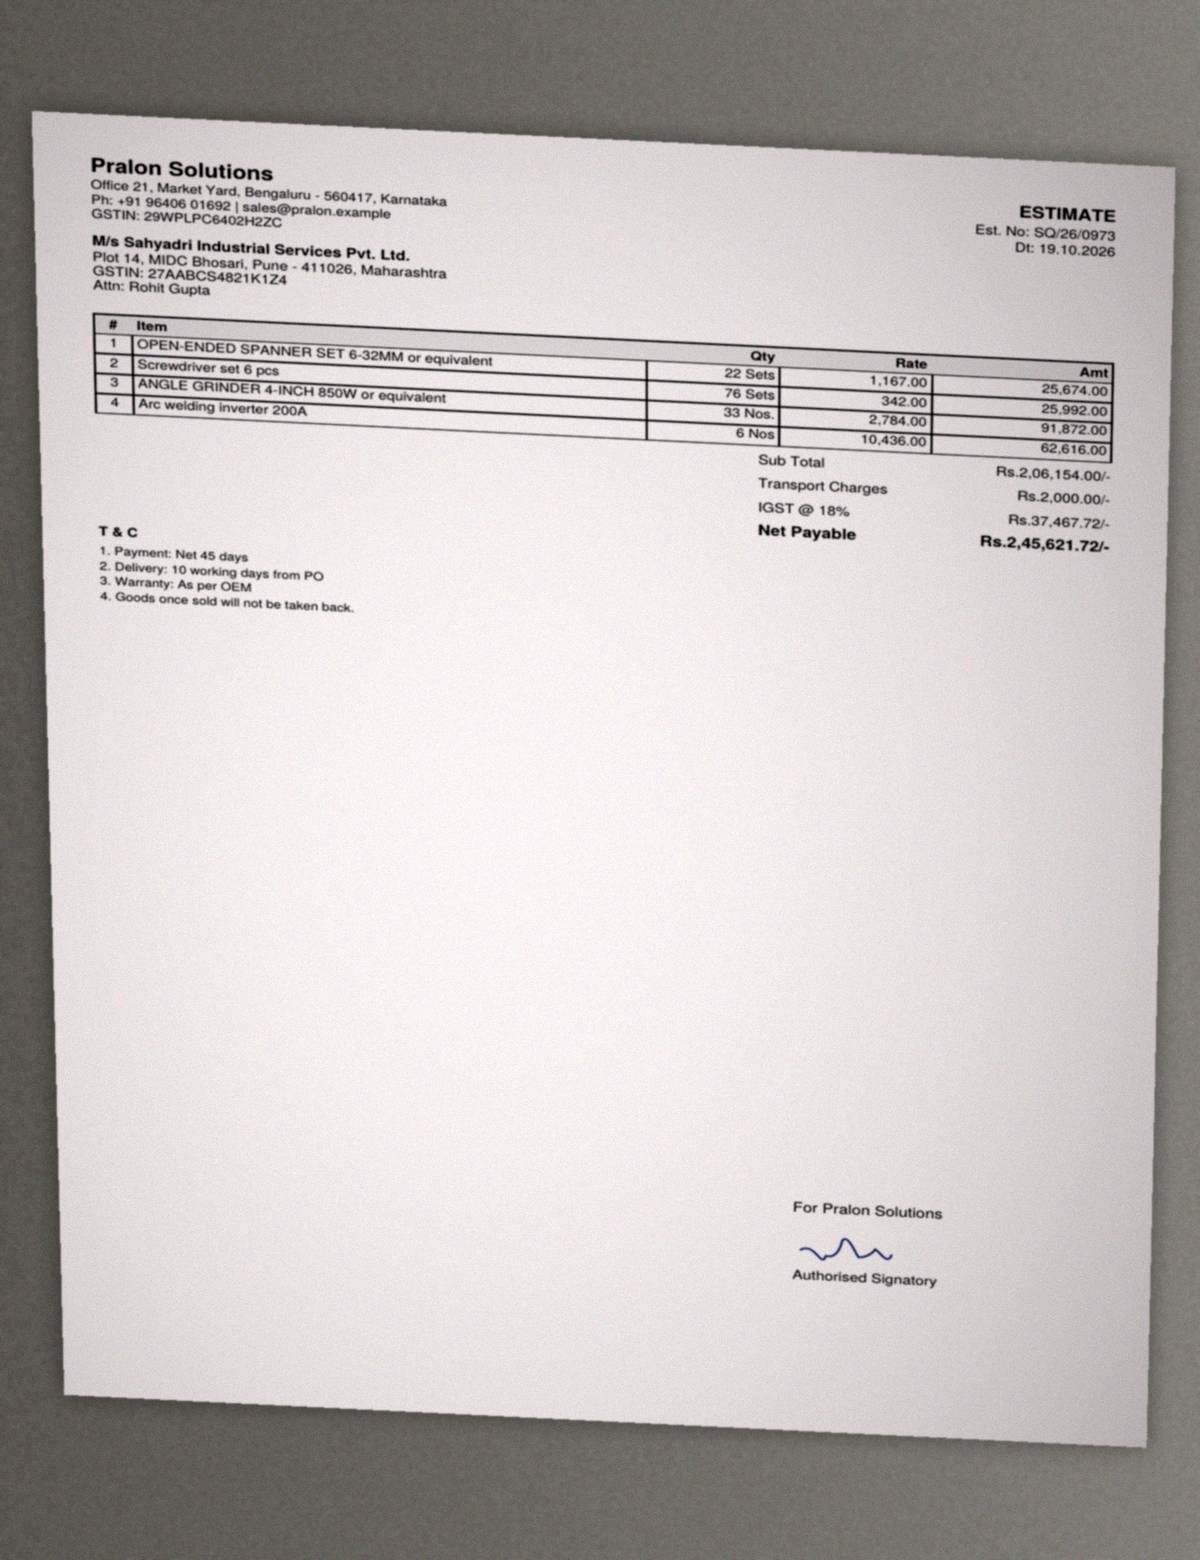 Pralon Solutions
Office 21, Market Yard, Bengaluru - 560417, Karnataka
Ph: +91 96406 01692 | sales@pralon.example
GSTIN: 29WPLPC6402H2ZC
ESTIMATE
Est. No: SQ/26/0973
Dt: 19.10.2026
M/s Sahyadri Industrial Services Pvt. Ltd.
Plot 14, MIDC Bhosari, Pune - 411026, Maharashtra
GSTIN: 27AABCS4821K1Z4
Attn: Rohit Gupta
# Item Qty Rate Amt
1 OPEN-ENDED SPANNER SET 6-32MM or equivalent 22 Sets 1,167.00 25,674.00
2 Screwdriver set 6 pcs 76 Sets 342.00 25,992.00
3 ANGLE GRINDER 4-INCH 850W or equivalent 33 Nos. 2,784.00 91,872.00
4 Arc welding inverter 200A 6 Nos 10,436.00 62,616.00
Sub Total Rs.2,06,154.00/-
Transport Charges Rs.2,000.00/-
IGST @ 18% Rs.37,467.72/-
Net Payable Rs.2,45,621.72/-
T & C
1. Payment: Net 45 days
2. Delivery: 10 working days from PO
3. Warranty: As per OEM
4. Goods once sold will not be taken back.
For Pralon Solutions
Authorised Signatory